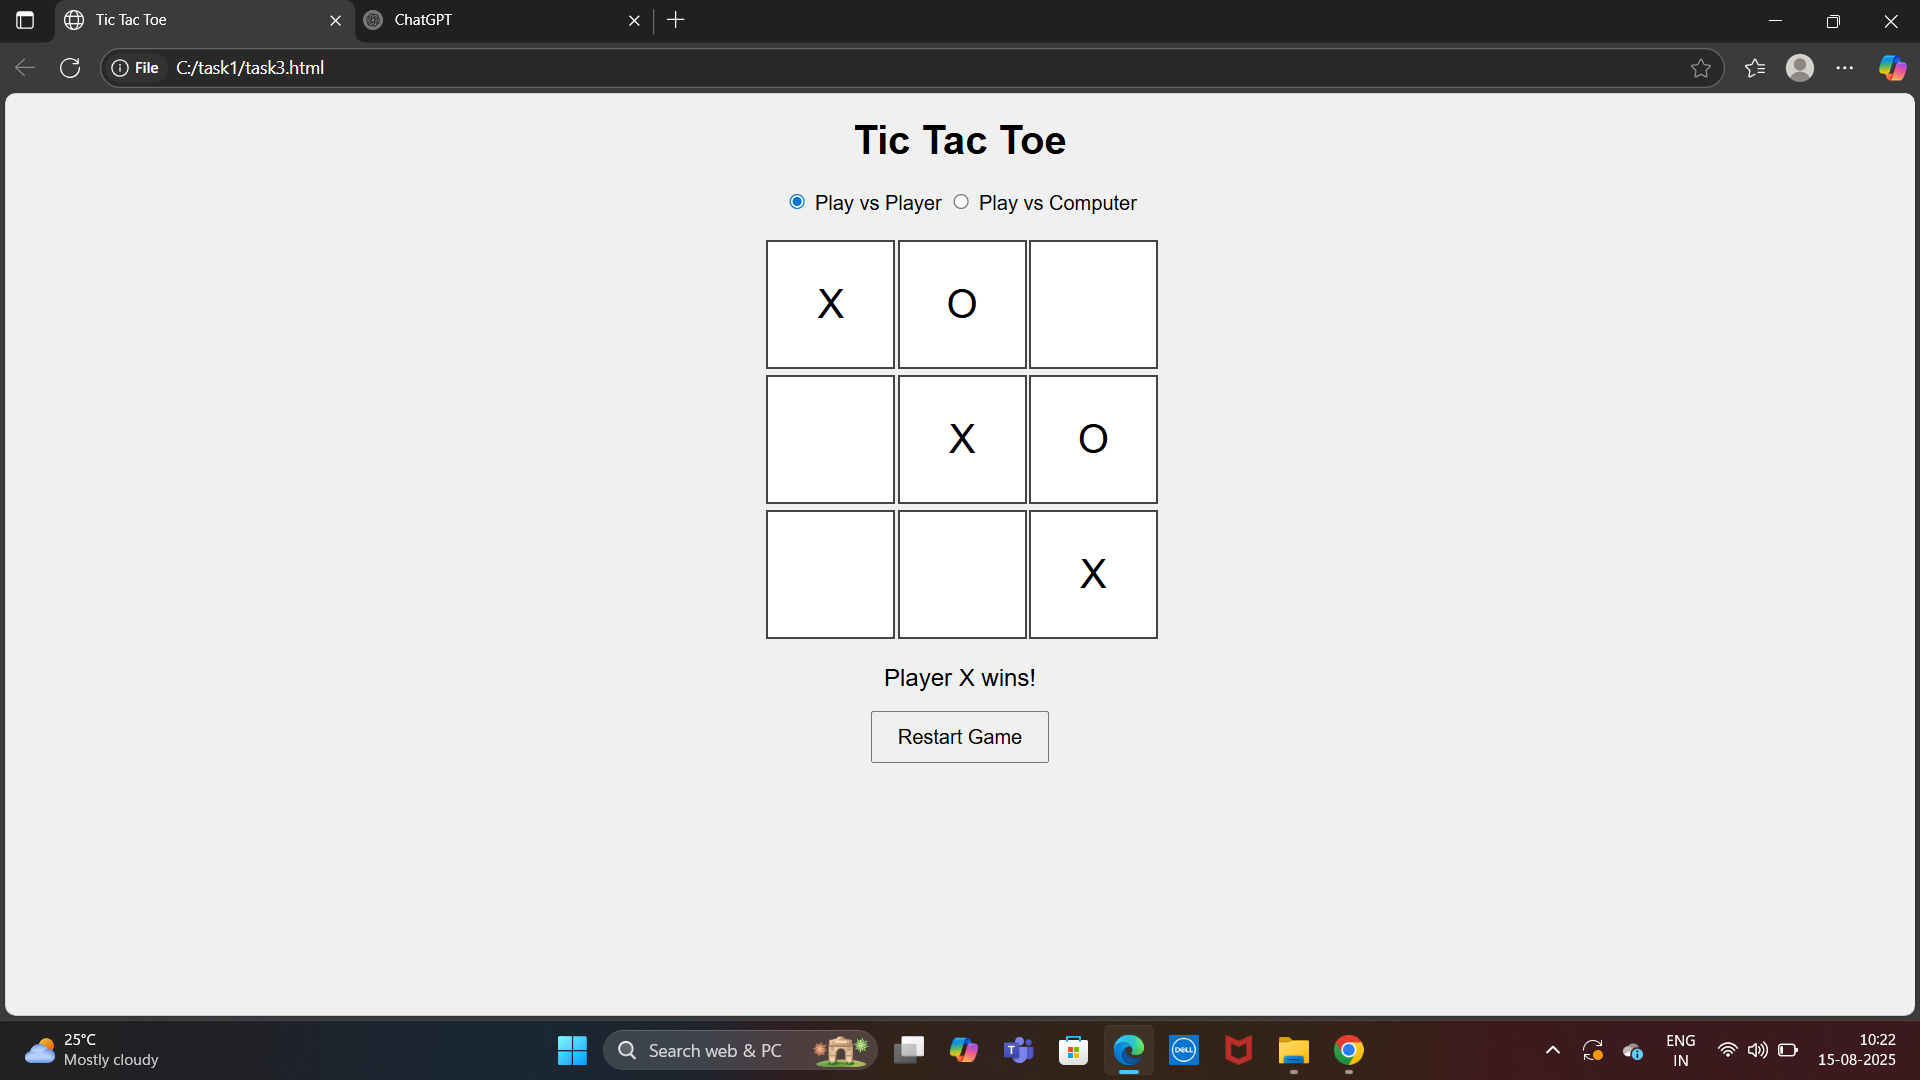 Tic Tac Toe
ChatGPT
File C:/task1/task3.html
Tic Tac Toe
Play vs Player Play vs Computer
X O
X O
X
Player X wins!
Restart Game
25°C
Mostly cloudy
Search web & PC
DELL
ENG
IN
10:22
15-08-2025